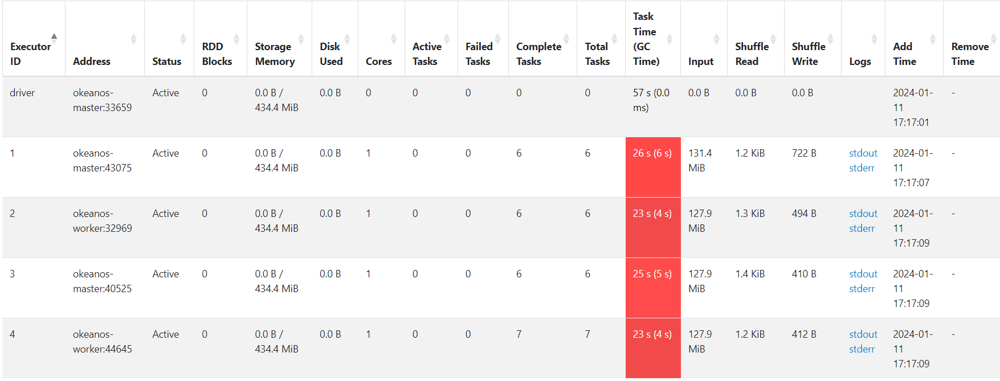 Executor ID	Address	Status	RDD Blocks	Storage Memory	Disk Used	Cores	Active Tasks	Failed Tasks	Complete Tasks	Total Tasks	Task Time (GC Time)	Input	Shuffle Read	Shuffle Write	Logs	Add Time	Remove Time
driver	okeanos-master:33659	Active	0	0.0 B / 434.4 MiB	0.0 B	0	0	0	0	0	57 s (0.0 ms)	0.0 B	0.0 B	0.0 B		2024-01-11 17:17:01	-
1	okeanos-master:43075	Active	0	0.0 B / 434.4 MiB	0.0 B	1	0	0	6	6	26 s (6 s)	131.4 MiB	1.2 KiB	722 B	stdout stderr	2024-01-11 17:17:07	-
2	okeanos-worker:32969	Active	0	0.0 B / 434.4 MiB	0.0 B	1	0	0	6	6	23 s (4 s)	127.9 MiB	1.3 KiB	494 B	stdout stderr	2024-01-11 17:17:09	-
3	okeanos-master:40525	Active	0	0.0 B / 434.4 MiB	0.0 B	1	0	0	6	6	25 s (5 s)	127.9 MiB	1.4 KiB	410 B	stdout stderr	2024-01-11 17:17:09	-
4	okeanos-worker:44645	Active	0	0.0 B / 434.4 MiB	0.0 B	1	0	0	7	7	23 s (4 s)	127.9 MiB	1.2 KiB	412 B	stdout stderr	2024-01-11 17:17:09	-